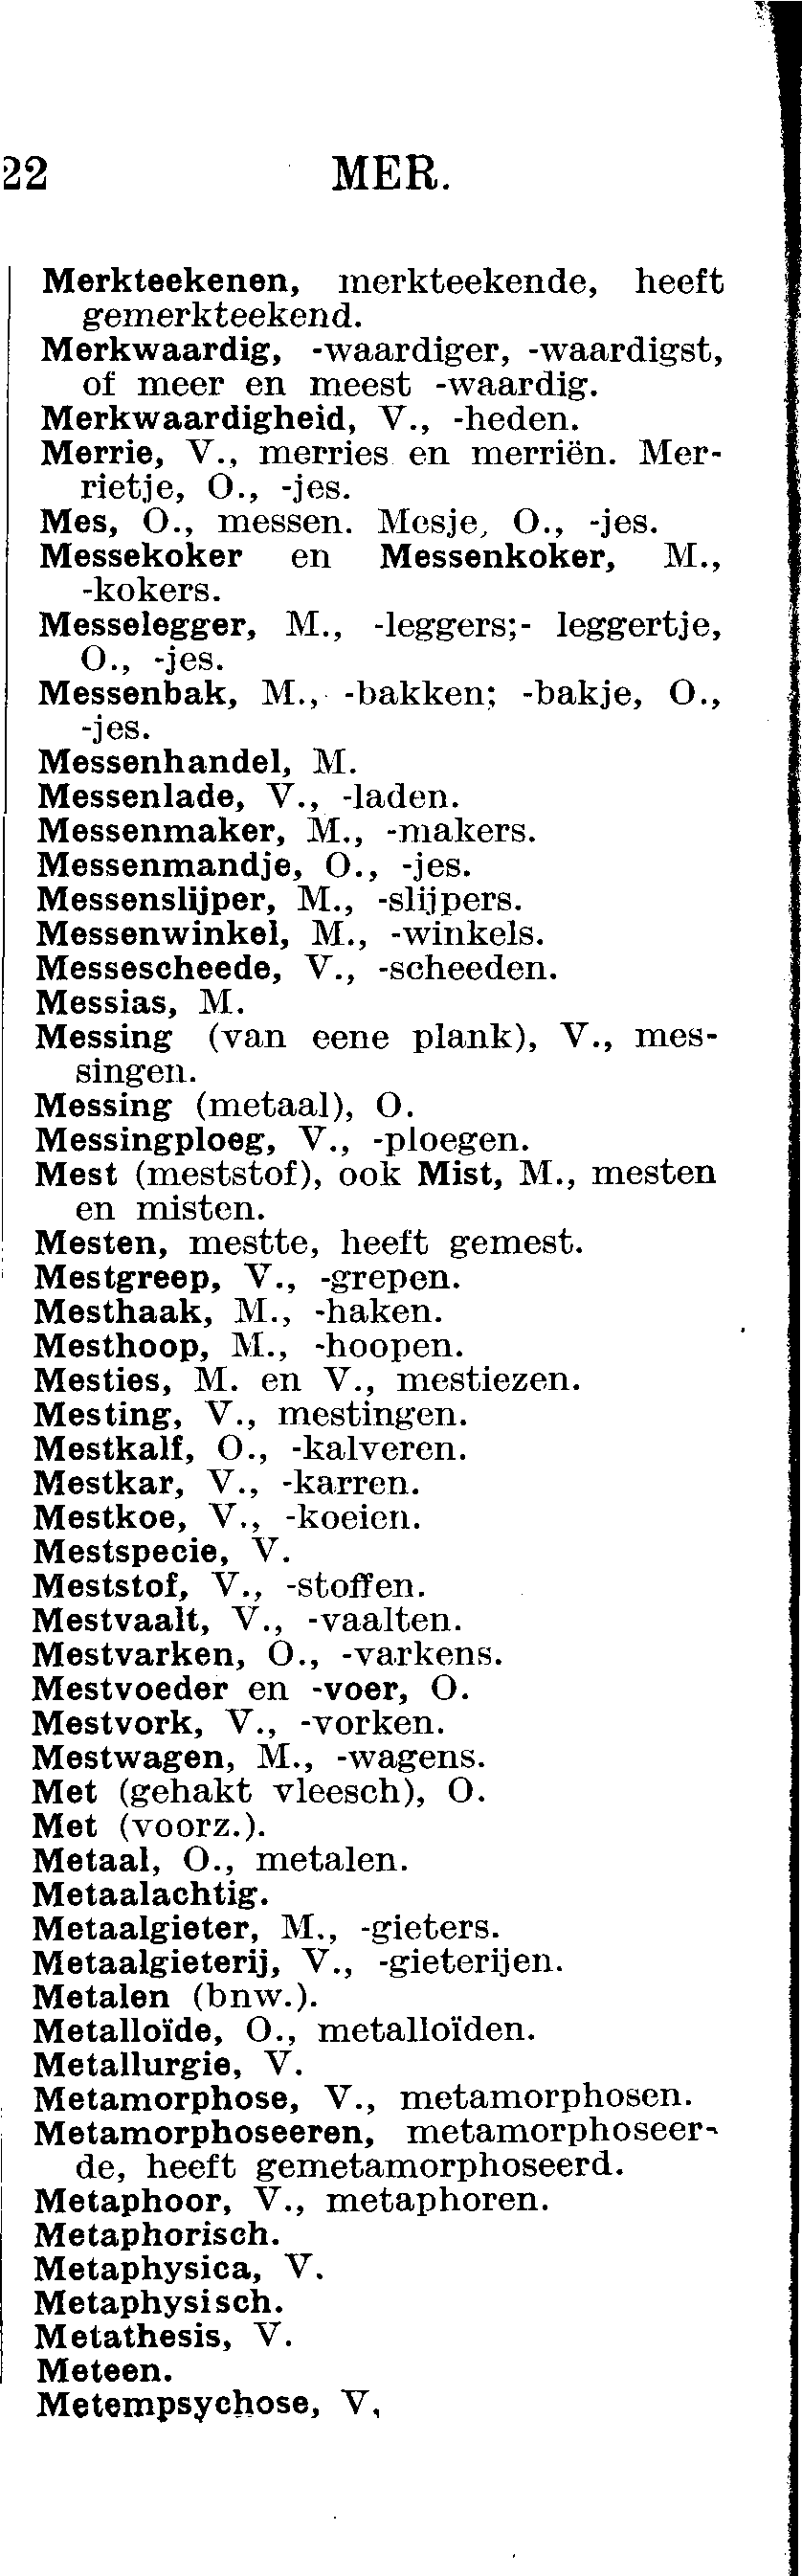 22 MER.
Merkteekenen, merkteekende, heeft
gemerkteekend.
Merkwaardig, -waardiger, -waardigst,
of meer en meest -waardig.
Merkwaardigheid, V., -heden.
Merrie, V., merries en merriën. Mer-
rietje, O., -jes.
Mes, O., messen. Mesje, O., -jes.
Messekoker en Messenkoker, M.,
-kokers.
Messelegger, M., -leggers;- leggertje,
O., -jes.
Messenbak, M., -bakken; -bakje, O.,
-jes.
Messenhandel, M.
Messenlade, V., -laden.
Messenmaker, M., -makers.
Messenmandje, O., -jes.
Messenslijper, M., -slijpers.
Messenwinkel, M., -winkels.
Messescheede, V., -scheeden.
Messias, M.
Messing (van eene plank), V., mes-
singen.
Messing (metaal), O.
Messingploeg, V., -ploegen.
Mest (meststof), ook Mist, M., mesten
en misten.
Mesten, mestte, heeft gemest.
Mestgreep, V., -grepen.
Mesthaak, M., -haken.
Mesthoop, M., -hoopen.
Mesties, M. en V., mestiezen.
Mesting, V., mestingen.
Mestkalf, O., -kalveren.
Mestkar, V., -karren.
Mestkoe, V., -koeien.
Mestspecie, V.
Meststof, V., -stoffen.
Mestvaalt, V., -vaalten.
Mestvarken, O., -varkens.
Mestvoeder en -voer, O.
Mestvork, V., -vorken.
Mestwagen, M., -wagens.
Met (gehakt vleesch), O.
Met (voorz.).
Metaal, O., metalen.
Metaalachtig.
Metaalgieter, M., -gieters.
Metaalgieterij, V., -gieterijen.
Metalen (bnw.).
Metalloïde, O., metalloïden.
Metallurgie, V.
Metamorphose, V., metamorphosen.
Metamorphoseeren, metamorphoseer-
de, heeft gemetamorphoseerd.
Metaphoor, V., metaphoren.
Metaphorisch.
Metaphysica, V.
Metaphysisch.
Metathesis, V.
Meteen.
Metempsychose, V.